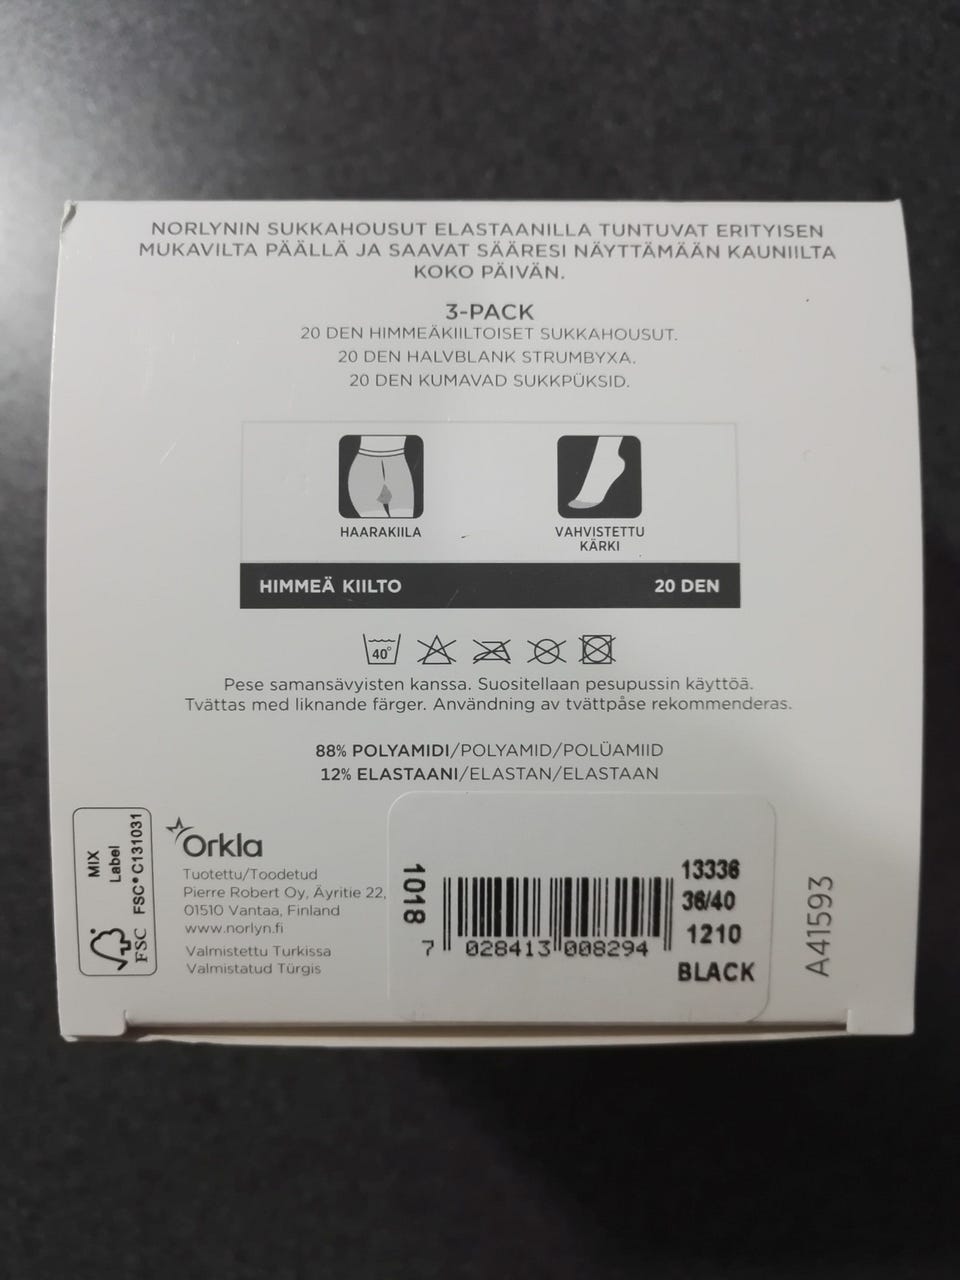 NORLYNIN SUKKAHOUSUT ELASTAANILLA TUNTUVAT ERITYISEN
MUKAVILTA PÄÄLLÄ JA SAAVAT SÄÄRESI NÄYTTÄMÄÄN KAUNIILTA
KOKO PÄIVÄN.
3-PACK
20 DEN HIMMEÄKIILTOISET SUKKAHOUSUT.
20 DEN HALVBLANK STRUMBYXA.
20 DEN KUMAVAD SUKKPÜKSID.
HAARAKIILA
VAHVISTETTU
KÄRKI
HIMMEÄ KIILTO 20 DEN
40°
Pese samansävyisten kanssa. Suositellaan pesupussin käyttöä.
Tvättas med liknande färger. Användning av tvättpåse rekommenderas.
88% POLYAMIDI/POLYAMID/POLÜAMIID
12% ELASTAANI/ELASTAN/ELASTAAN
MIX
Label
FSC® C131031
FSC
Orkla
Tuotettu/Toodetud
Pierre Robert Oy, Äyritie 22,
01510 Vantaa, Finland
www.norlyn.fi
Valmistettu Turkissa
Valmistatud Türgis
1018
7 028413 008294
13336
36/40
1210
BLACK
A41593